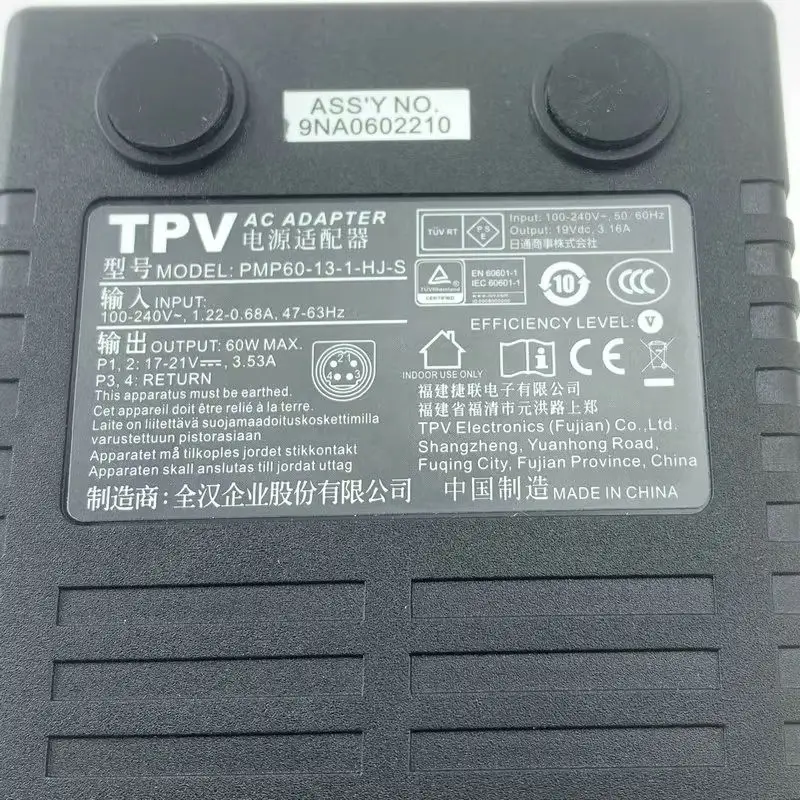 ASS'Y NO.
9NA0602210
TPV AC ADAPTER
电源适配器
型号 MODEL: PMP60-13-1-HJ-S
输入 INPUT:
100-240V~, 1.22-0.68A, 47-63Hz
输出 OUTPUT: 60W MAX.
P1, 2: 17-21V⎓, 3.53A
P3, 4: RETURN
This apparatus must be earthed.
Cet appareil doit être relié à la terre.
Laite on liitettävä suojamaadoituskoskettimilla
varustettuun pistorasiaan
Apparatet må tilkoples jordet stikkontakt
Apparaten skall anslutas till jordat uttag
制造商: 全汉企业股份有限公司
TÜV RT
PSE
Input: 100-240V~, 50/60Hz
Output: 19Vdc, 3.16A
日通商事株式会社
TÜVRheinland
CERTIFIED
EN 60601-1
IEC 60601-1
10
CCC
EFFICIENCY LEVEL: V
INDOOR USE ONLY
CE
福建捷联电子有限公司
福建省福清市元洪路上郑
TPV Electronics (Fujian) Co.,Ltd.
Shangzheng, Yuanhong Road,
Fuqing City, Fujian Province, China
中国制造 MADE IN CHINA